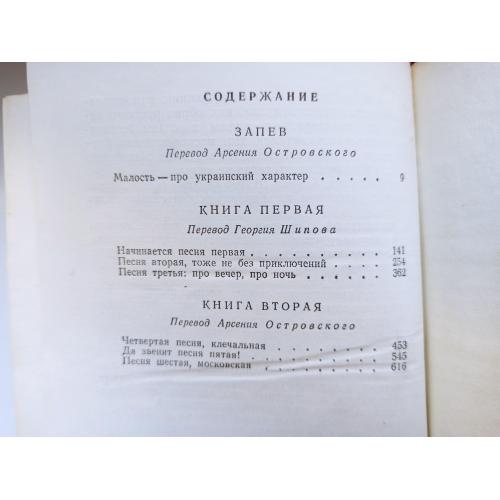 СОДЕРЖАНИЕ
ЗАПЕВ
Перевод Арсения Островского
Малость — про украинский характер . . . . . 9
КНИГА ПЕРВАЯ
Перевод Георгия Шипова
Начинается песня первая . . . . . . . . . . 141
Песня вторая, тоже не без приключений . . . . . 254
Песня третья: про вечер, про ночь . . . . . . . 362
КНИГА ВТОРАЯ
Перевод Арсения Островского
Четвертая песня, клечальная . . . . . . . . . 453
Да звенит песня пятая! . . . . . . . . . . 545
Песня шестая, московская . . . . . . . . . . 616